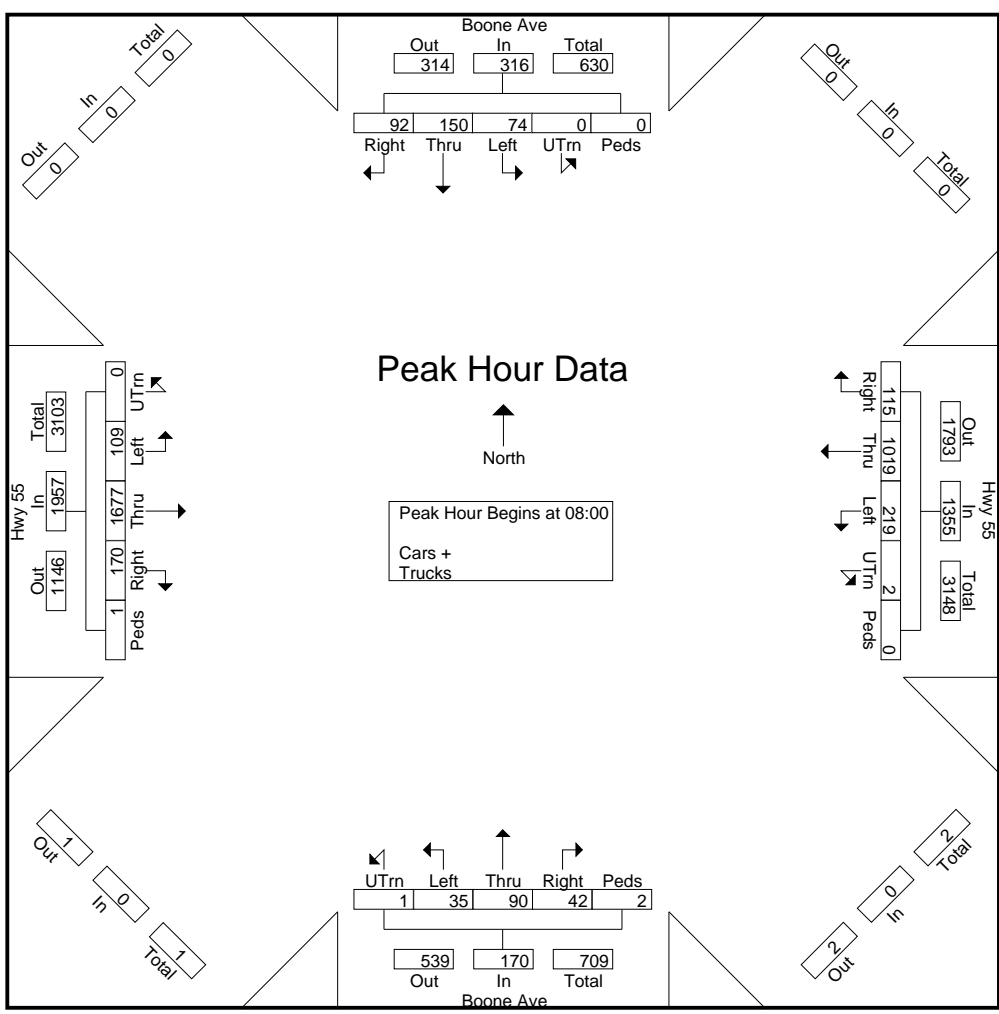 Boone Ave
Out In Total
314 316 630
92 150 74 0 0
Right Thru Left UTrn Peds
Total
0
In
0
Out
0
Out
0
In
0
Total
0
Peak Hour Data
North
Peak Hour Begins at 08:00
Cars +
Trucks
Hwy 55
Out In Total
1146 1957 3103
1 170 1677 109 0
Peds Right Thru Left UTrn
Hwy 55
Out In Total
1793 1355 3148
115 1019 219 2 0
Right Thru Left UTrn Peds
1
Out
0
In
1
Total
2
Total
0
In
2
Out
UTrn Left Thru Right Peds
1 35 90 42 2
539 170 709
Out In Total
Boone Ave